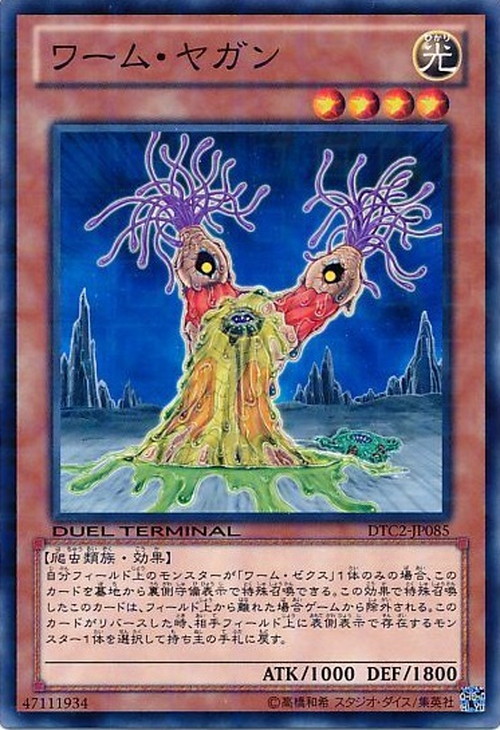 ワーム・ヤガン
光
DUEL TERMINAL
DTC2-JP085
【爬虫類族・効果】
自分フィールド上のモンスターが「ワーム・ゼクス」1体のみの場合、この
カードを墓地から裏側守備表示で特殊召喚できる。この効果で特殊召喚
したこのカードは、フィールド上から離れた場合ゲームから除外される。この
カードがリバースした時、相手フィールド上に表側表示で存在するモン
スター1体を選択して持ち主の手札に戻す。
ATK/1000 DEF/1800
47111934
©高橋和希 スタジオ・ダイス/集英社